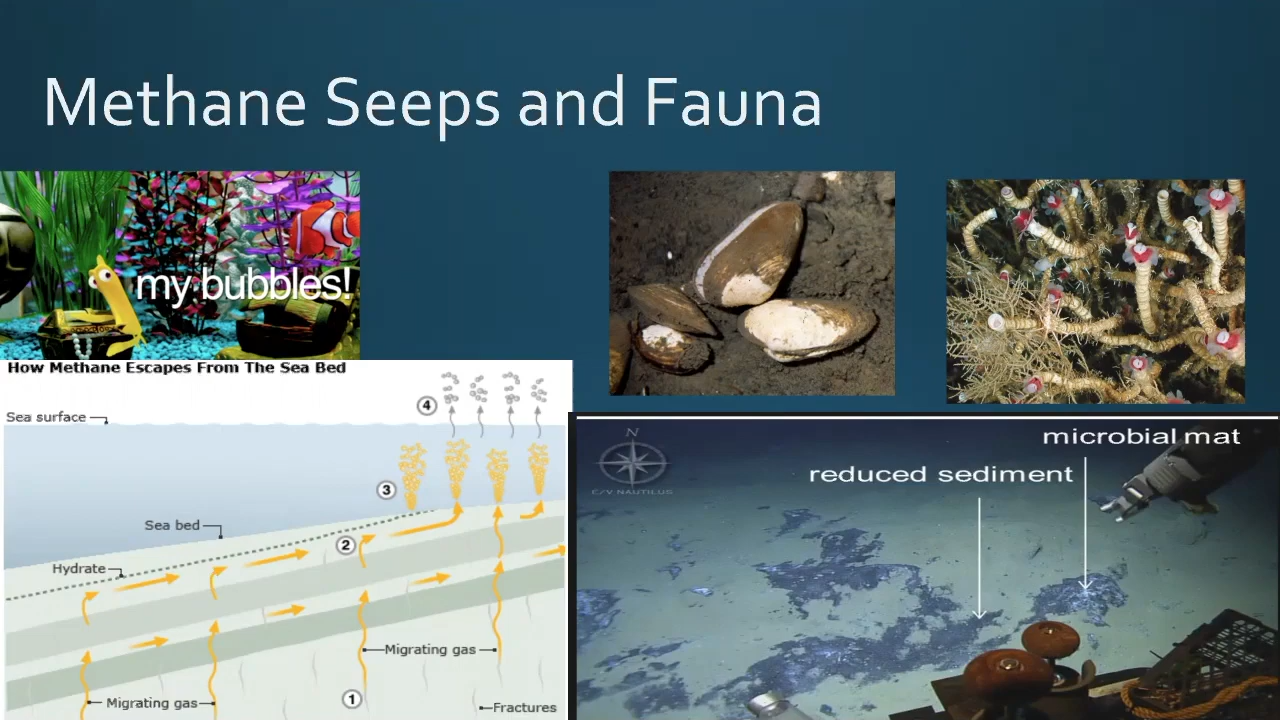 Methane Seeps and Fauna
my bubbles!
How Methane Escapes From The Sea Bed
4
Sea surface
3
Sea bed
2
Hydrate
Migrating gas
Migrating gas
1
Fractures
N
E/V NAUTILUS
microbial mat
reduced sediment